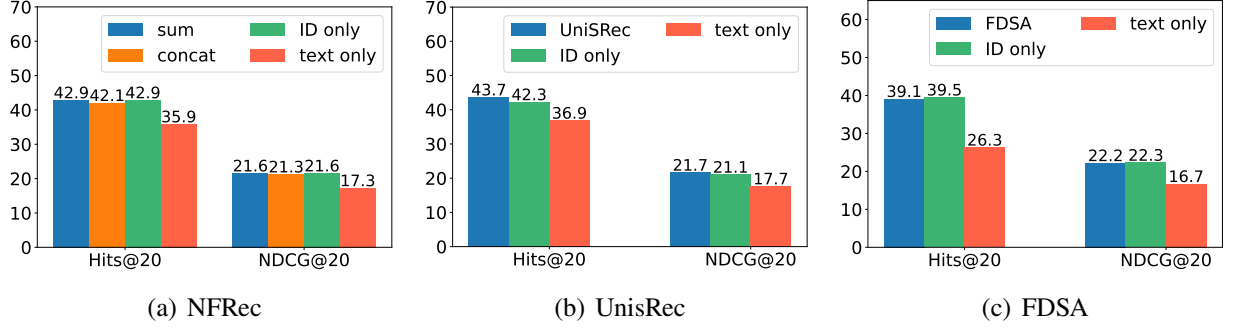 70
60
50
40
30
20
10
0
sum
concat
ID only
text only
42.9
42.1
42.9
35.9
21.6
21.3
21.6
17.3
Hits@20
NDCG@20
(a) NFRec
70
60
50
40
30
20
10
0
UniSRec
ID only
text only
43.7
42.3
36.9
21.7
21.1
17.7
Hits@20
NDCG@20
(b) UnisRec
60
50
40
30
20
10
0
FDSA
ID only
text only
39.1
39.5
26.3
22.2
22.3
16.7
Hits@20
NDCG@20
(c) FDSA